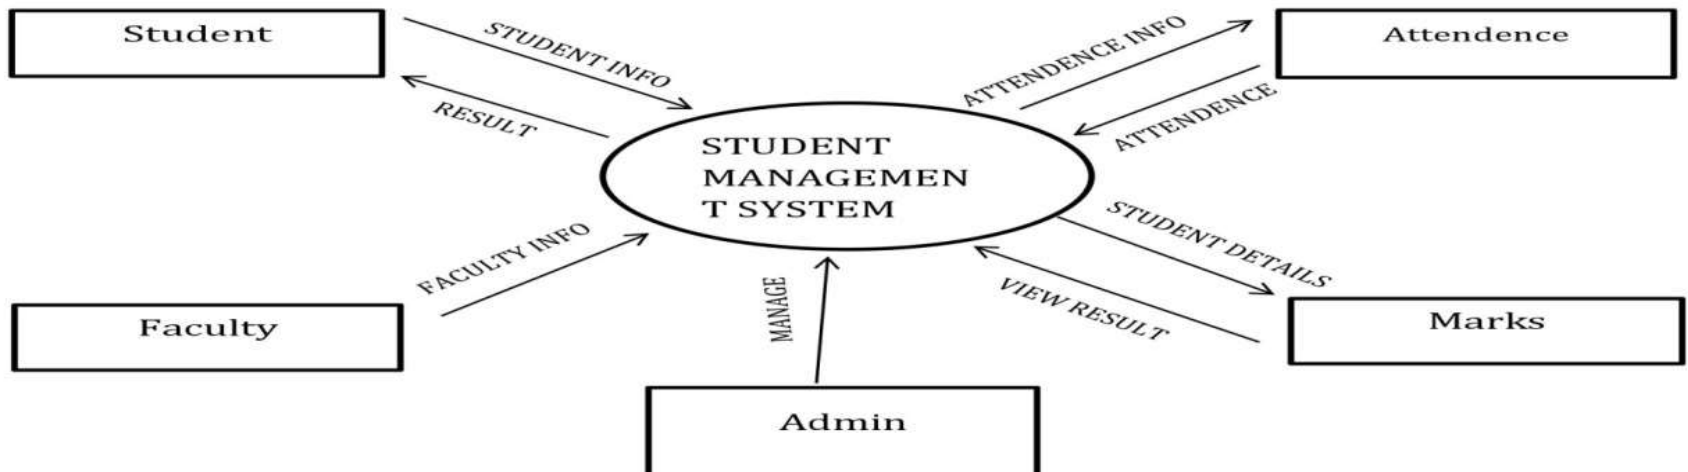 Student
STUDENT INFO
RESULT
ATTENDENCE INFO
Attendence
ATTENDENCE
STUDENT
MANAGEMEN
T SYSTEM
FACULTY INFO
Faculty
MANAGE
Admin
STUDENT DETAILS
VIEW RESULT
Marks